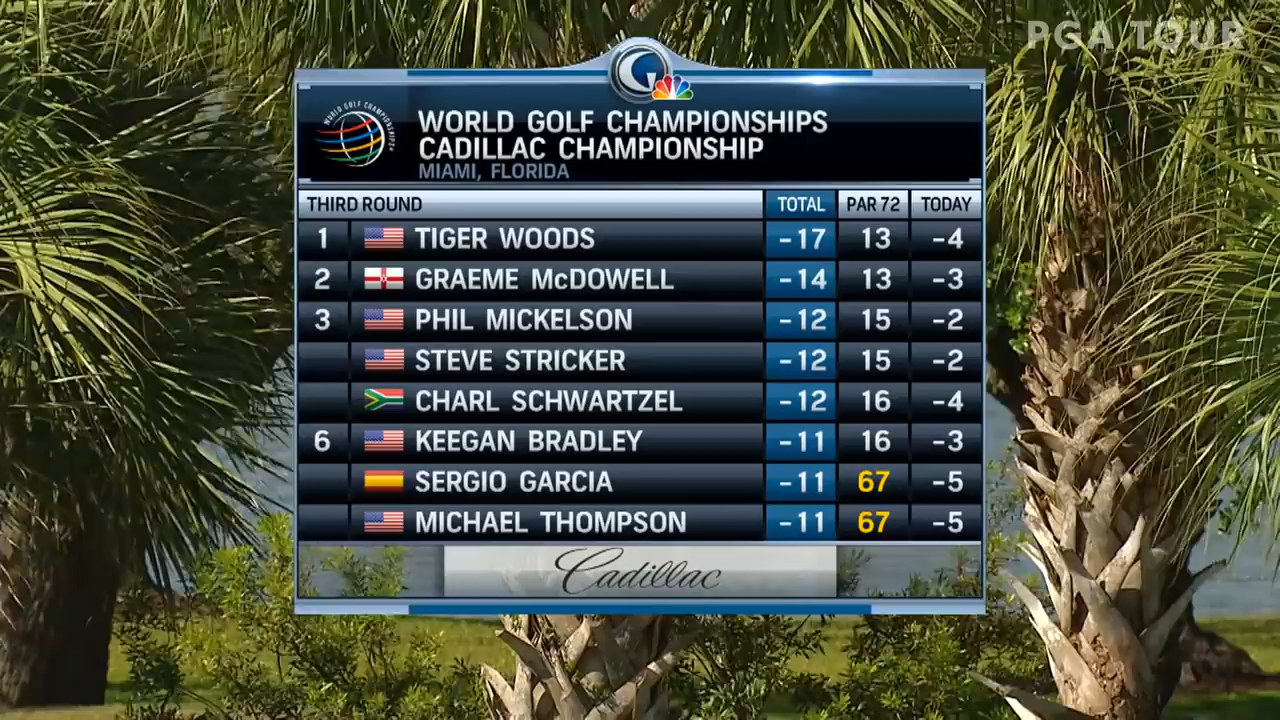 PGA TOUR
WORLD GOLF CHAMPIONSHIPS
WORLD GOLF CHAMPIONSHIPS
CADILLAC CHAMPIONSHIP
MIAMI, FLORIDA
THIRD ROUND TOTAL PAR 72 TODAY
1 TIGER WOODS -17 13 -4
2 GRAEME McDOWELL -14 13 -3
3 PHIL MICKELSON -12 15 -2
STEVE STRICKER -12 15 -2
CHARL SCHWARTZEL -12 16 -4
6 KEEGAN BRADLEY -11 16 -3
SERGIO GARCIA -11 67 -5
MICHAEL THOMPSON -11 67 -5
Cadillac